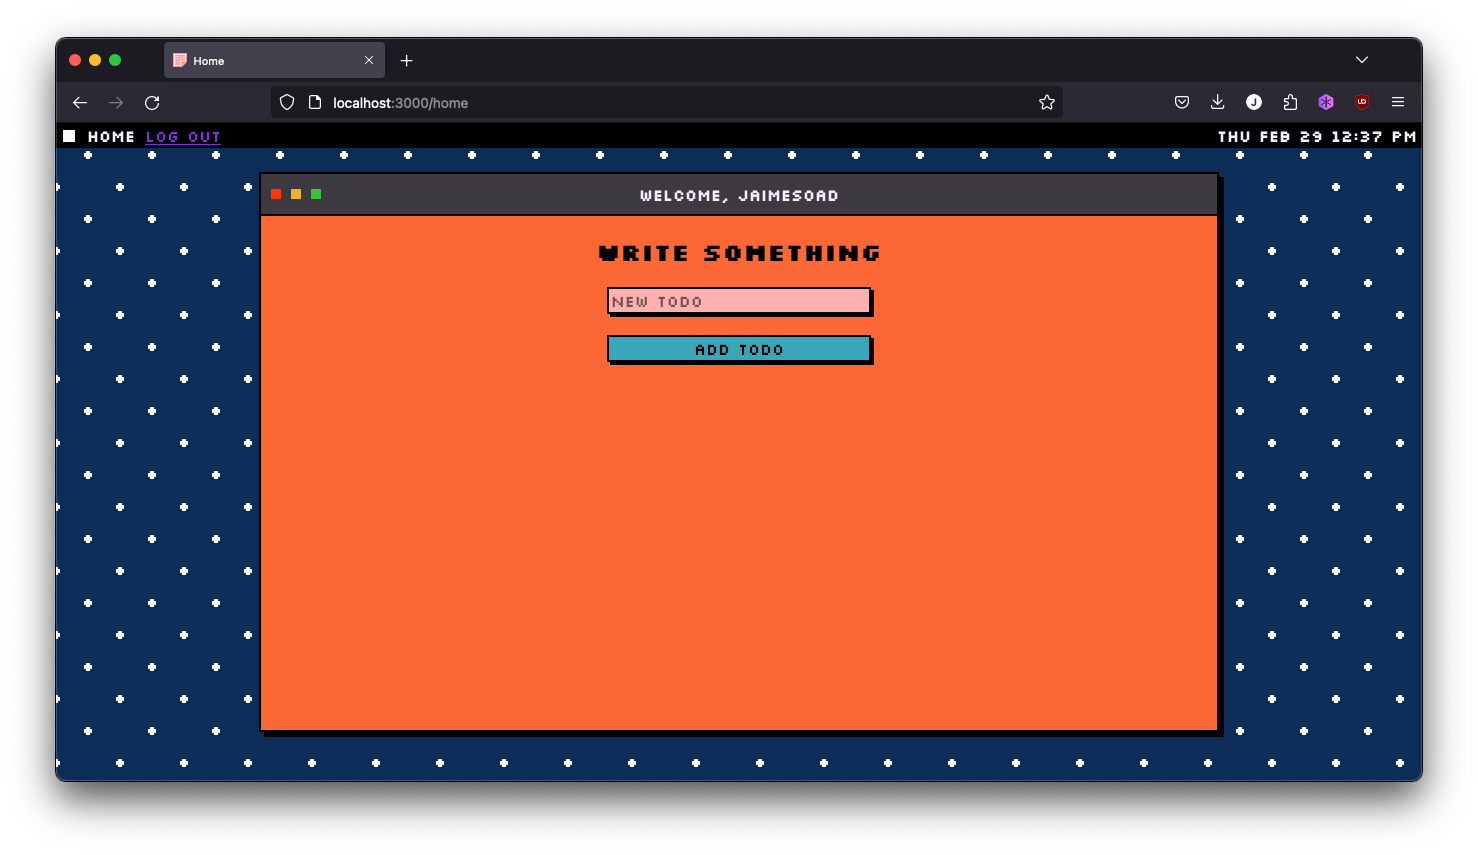 Home
localhost:3000/home
HOME LOG OUT THU FEB 29 12:37 PM
WELCOME, JAIMESOAD
WRITE SOMETHING
NEW TODO
ADD TODO